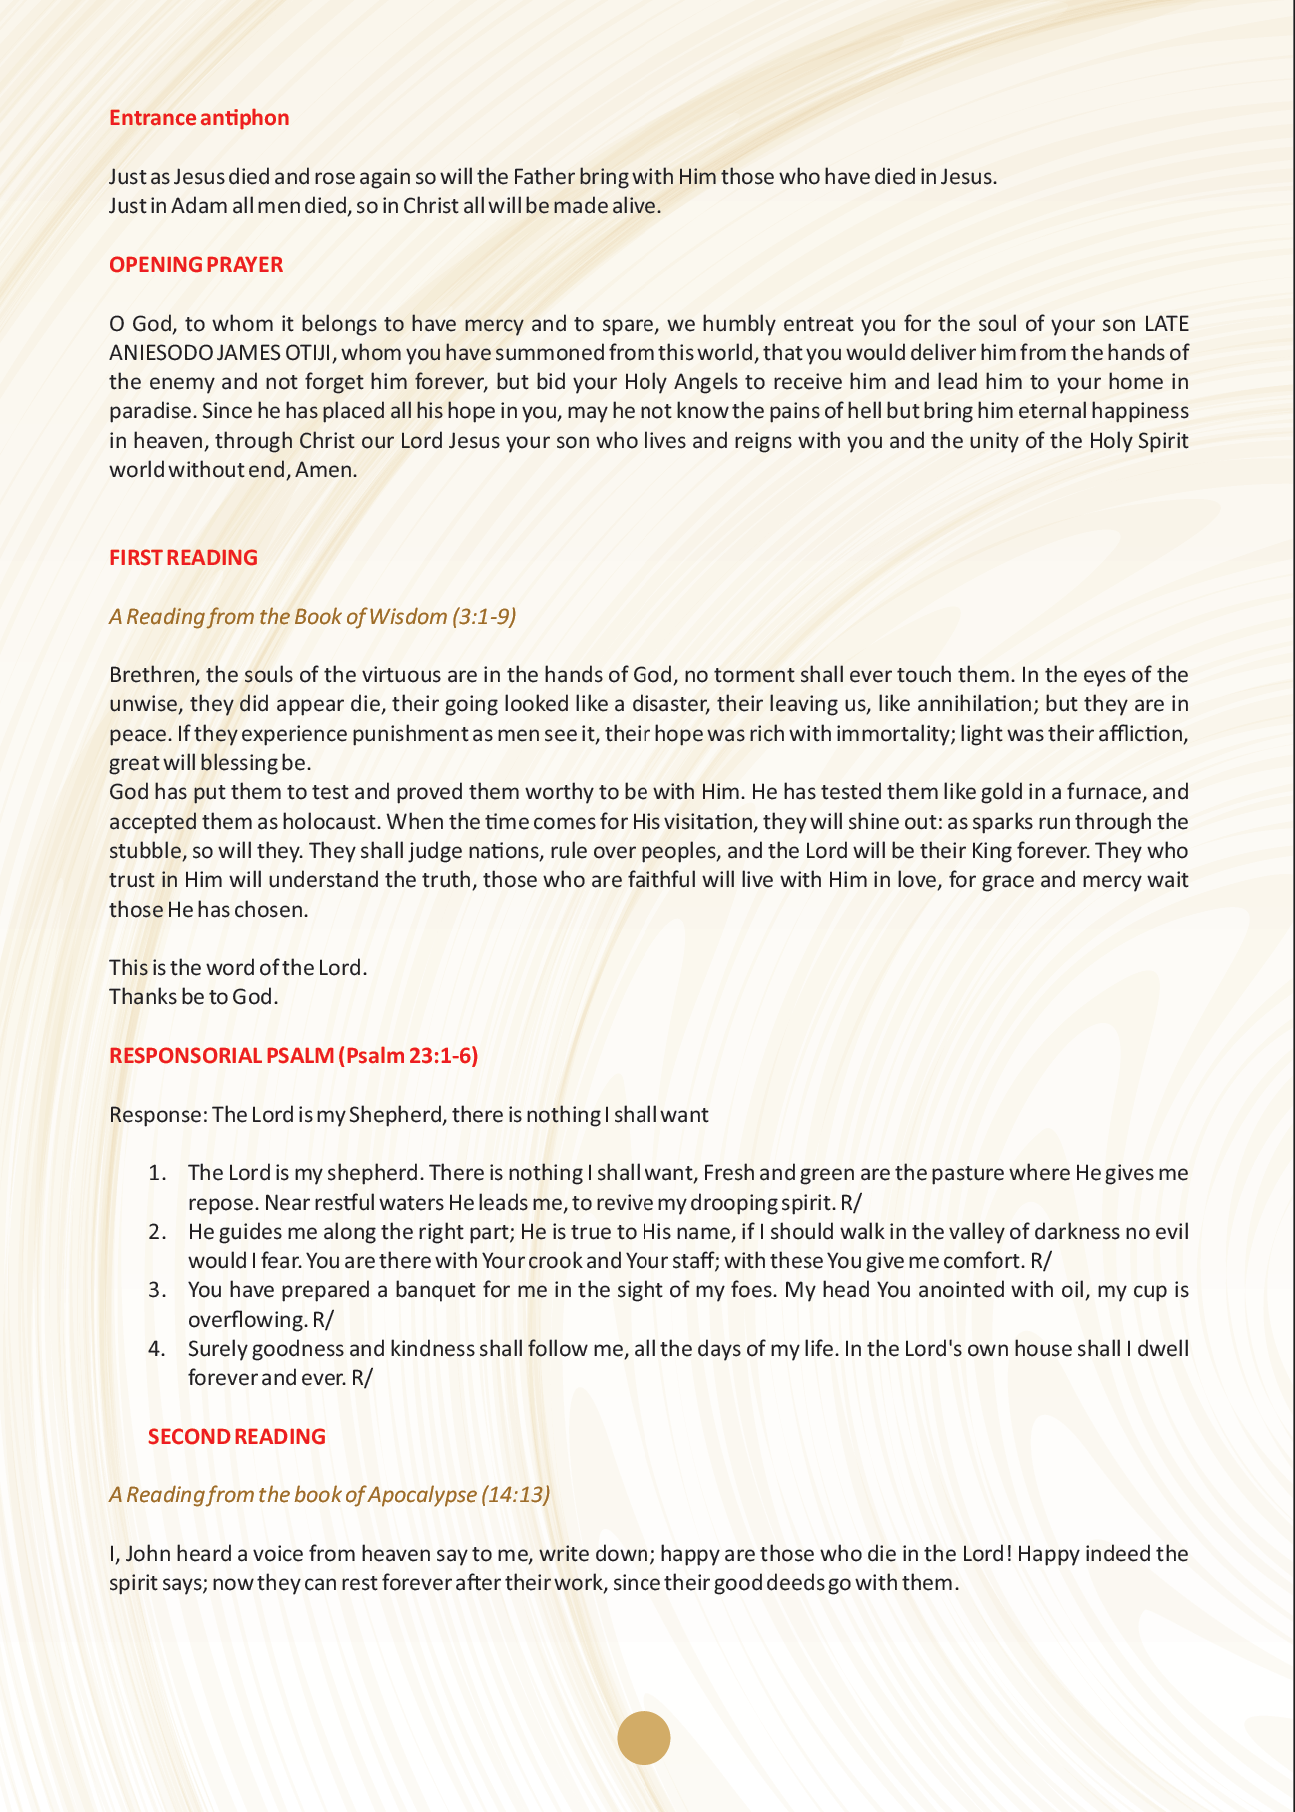 Entrance antiphon
Just as Jesus died and rose again so will the Father bring with Him those who have died in Jesus.
Just in Adam all men died, so in Christ all will be made alive.
OPENING PRAYER
O God, to whom it belongs to have mercy and to spare, we humbly entreat you for the soul of your son LATE
ANIESODO JAMES OTIJI, whom you have summoned from this world, that you would deliver him from the hands of
the enemy and not forget him forever, but bid your Holy Angels to receive him and lead him to your home in
paradise. Since he has placed all his hope in you, may he not know the pains of hell but bring him eternal happiness
in heaven, through Christ our Lord Jesus your son who lives and reigns with you and the unity of the Holy Spirit
world without end, Amen.
FIRST READING
A Reading from the Book of Wisdom (3:1-9)
Brethren, the souls of the virtuous are in the hands of God, no torment shall ever touch them. In the eyes of the
unwise, they did appear die, their going looked like a disaster, their leaving us, like annihilation; but they are in
peace. If they experience punishment as men see it, their hope was rich with immortality; light was their affliction,
great will blessing be.
God has put them to test and proved them worthy to be with Him. He has tested them like gold in a furnace, and
accepted them as holocaust. When the time comes for His visitation, they will shine out: as sparks run through the
stubble, so will they. They shall judge nations, rule over peoples, and the Lord will be their King forever. They who
trust in Him will understand the truth, those who are faithful will live with Him in love, for grace and mercy wait
those He has chosen.
This is the word of the Lord.
Thanks be to God.
RESPONSORIAL PSALM (Psalm 23:1-6)
Response: The Lord is my Shepherd, there is nothing I shall want
1. The Lord is my shepherd. There is nothing I shall want, Fresh and green are the pasture where He gives me
repose. Near restful waters He leads me, to revive my drooping spirit. R/
2. He guides me along the right part; He is true to His name, if I should walk in the valley of darkness no evil
would I fear. You are there with Your crook and Your staff; with these You give me comfort. R/
3. You have prepared a banquet for me in the sight of my foes. My head You anointed with oil, my cup is
overflowing. R/
4. Surely goodness and kindness shall follow me, all the days of my life. In the Lord's own house shall I dwell
forever and ever. R/
SECOND READING
A Reading from the book of Apocalypse (14:13)
I, John heard a voice from heaven say to me, write down; happy are those who die in the Lord! Happy indeed the
spirit says; now they can rest forever after their work, since their good deeds go with them.